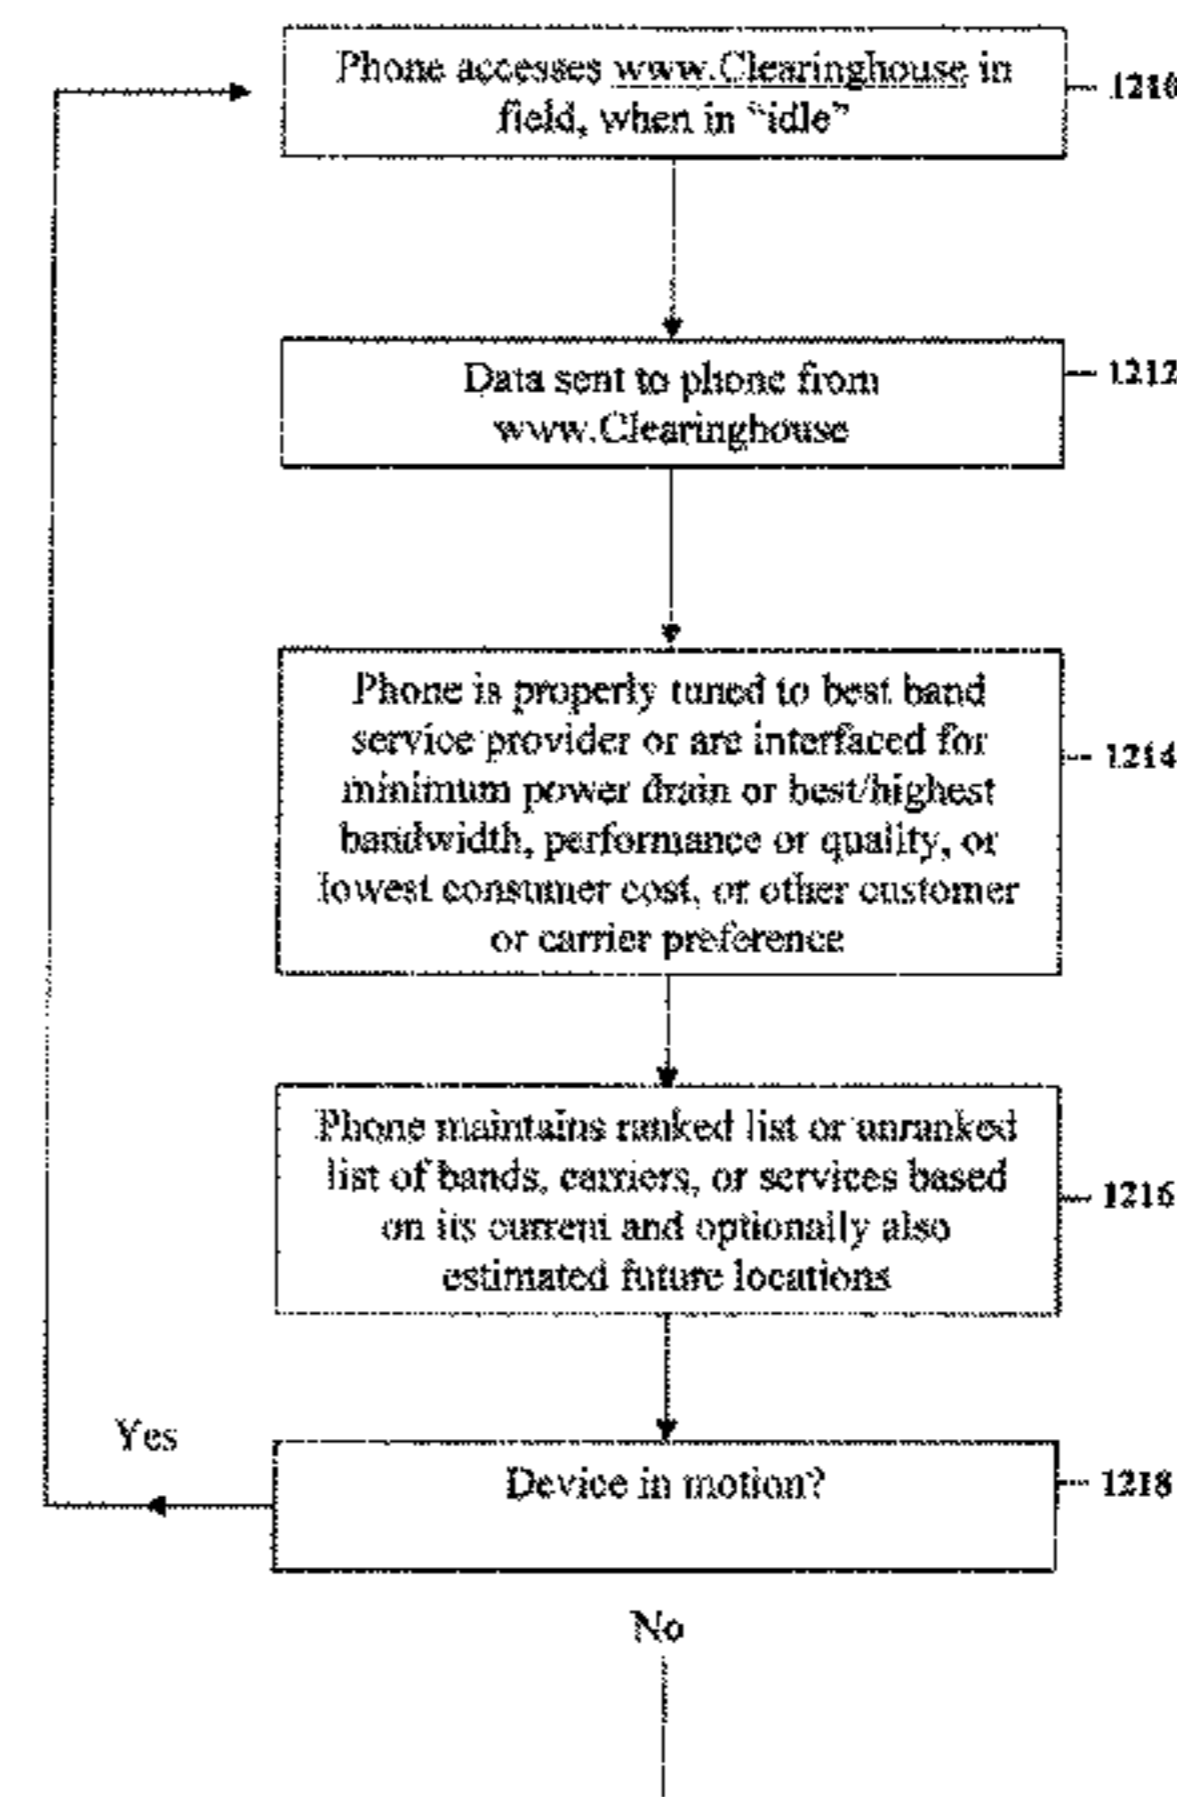 Phone accesses www.Clearinghouse in
field, when in "idle"
1210
Data sent to phone from
www.Clearinghouse
1212
Phone is properly tuned to best band
service provider or are interfaced for
minimum power drain or best/highest
bandwidth, performance or quality, or
lowest consumer cost, or other customer
or carrier preference
1214
Phone maintains ranked list or unranked
list of bands, carriers, or services based
on its current and optionally also
estimated future locations
1216
Yes
Device in motion?
1218
No